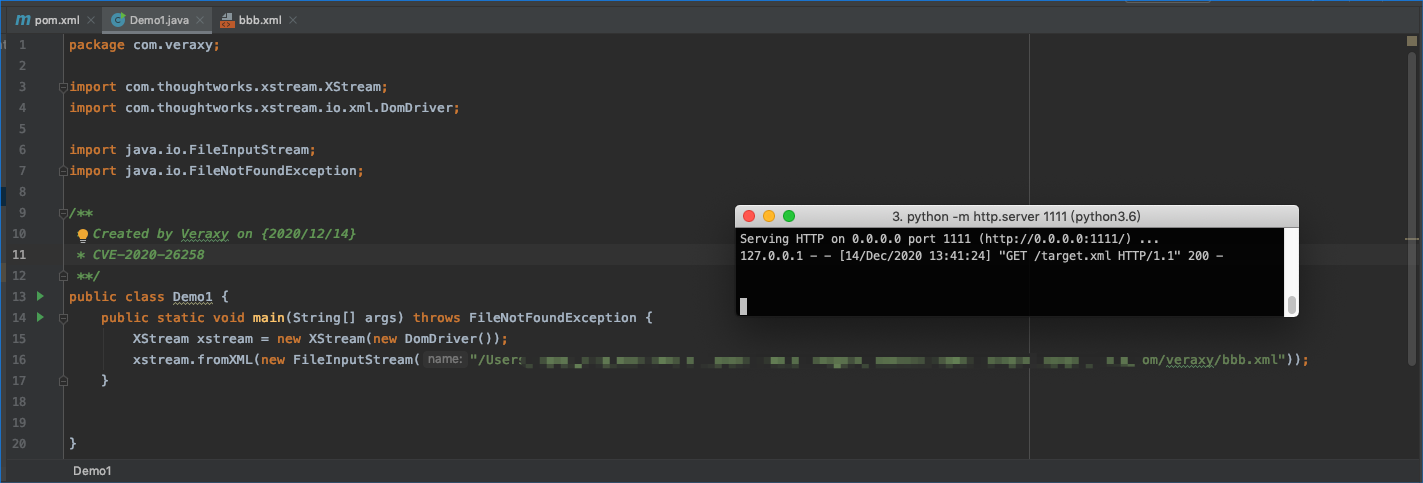 pom.xml
Demo1.java
bbb.xml
1 package com.veraxy;
2
3 import com.thoughtworks.xstream.XStream;
4 import com.thoughtworks.xstream.io.xml.DomDriver;
5
6 import java.io.FileInputStream;
7 import java.io.FileNotFoundException;
8
9 /**
10 Created by Veraxy on {2020/12/14}
11 * CVE-2020-26258
12 **/
13 public class Demo1 {
14 public static void main(String[] args) throws FileNotFoundException {
15 XStream xstream = new XStream(new DomDriver());
16 xstream.fromXML(new FileInputStream( name: "/Users om/veraxy/bbb.xml"));
17 }
18
19
20 }
Demo1
3. python -m http.server 1111 (python3.6)
Serving HTTP on 0.0.0.0 port 1111 (http://0.0.0.0:1111/) ...
127.0.0.1 - - [14/Dec/2020 13:41:24] "GET /target.xml HTTP/1.1" 200 -